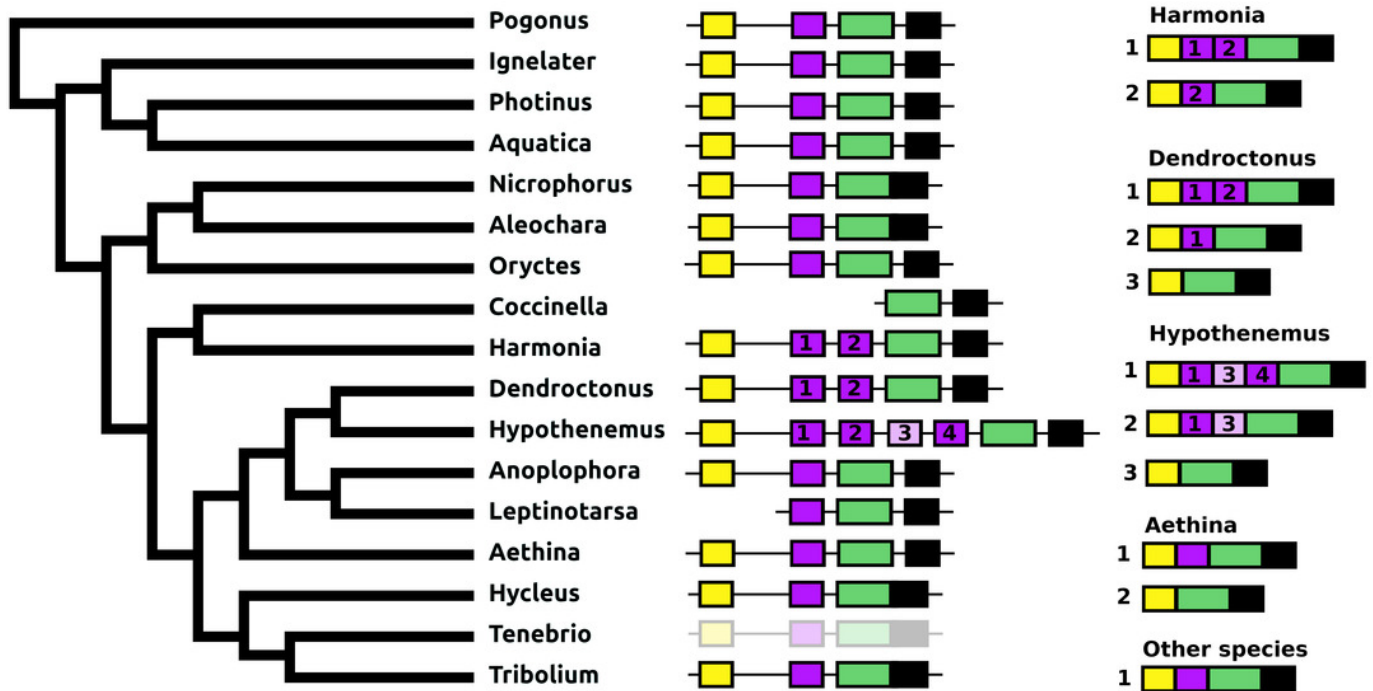 Pogonus
Ignelater
Photinus
Aquatica
Nicrophorus
Aleochara
Oryctes
Coccinella
Harmonia 1 2
Dendroctonus 1 2
Hypothenemus 1 2 3 4
Anoplophora
Leptinotarsa
Aethina
Hycleus
Tenebrio
Tribolium
Harmonia
1 1 2
2 2
Dendroctonus
1 1 2
2 1
3
Hypothenemus
1 1 3 4
2 1 3
3
Aethina
1
2
Other species
1